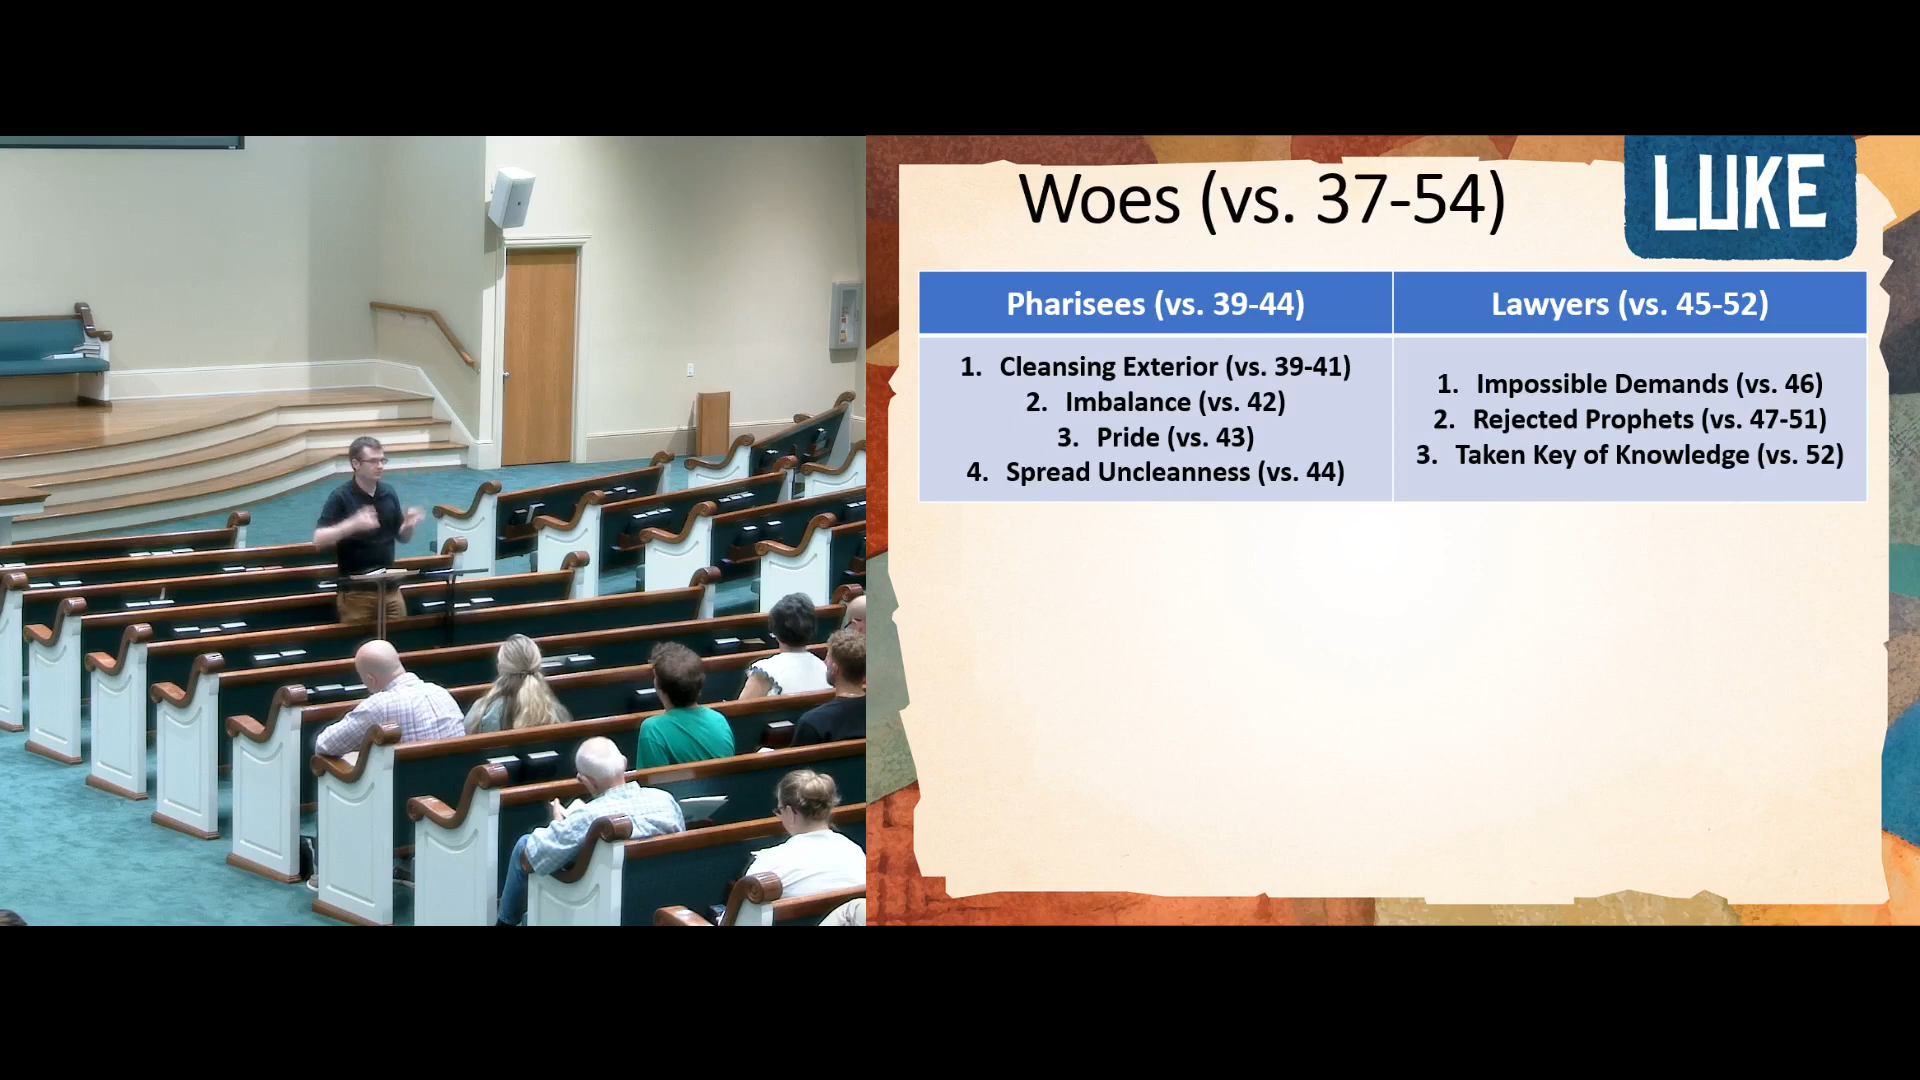 Woes (vs. 37-54)
LUKE
Pharisees (vs. 39-44)
Lawyers (vs. 45-52)
1. Cleansing Exterior (vs. 39-41)
2. Imbalance (vs. 42)
3. Pride (vs. 43)
4. Spread Uncleanness (vs. 44)
1. Impossible Demands (vs. 46)
2. Rejected Prophets (vs. 47-51)
3. Taken Key of Knowledge (vs. 52)